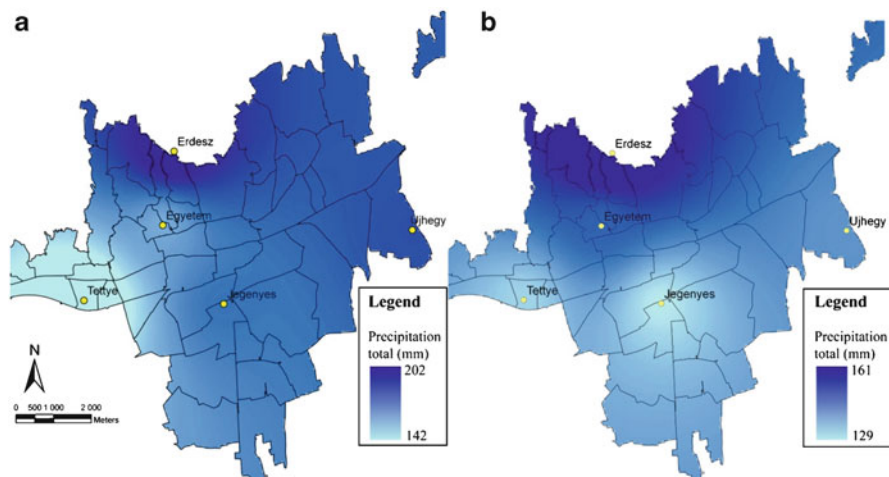 a
Erdesz
Egyetem
Ujhegy
Tettye
Jegenyes
N
0 500 1 000 2 000
Meters
Legend
Precipitation
total (mm)
202
142
b
Erdesz
Egyetem
Ujhegy
Tettye
Jegenyes
Legend
Precipitation
total (mm)
161
129